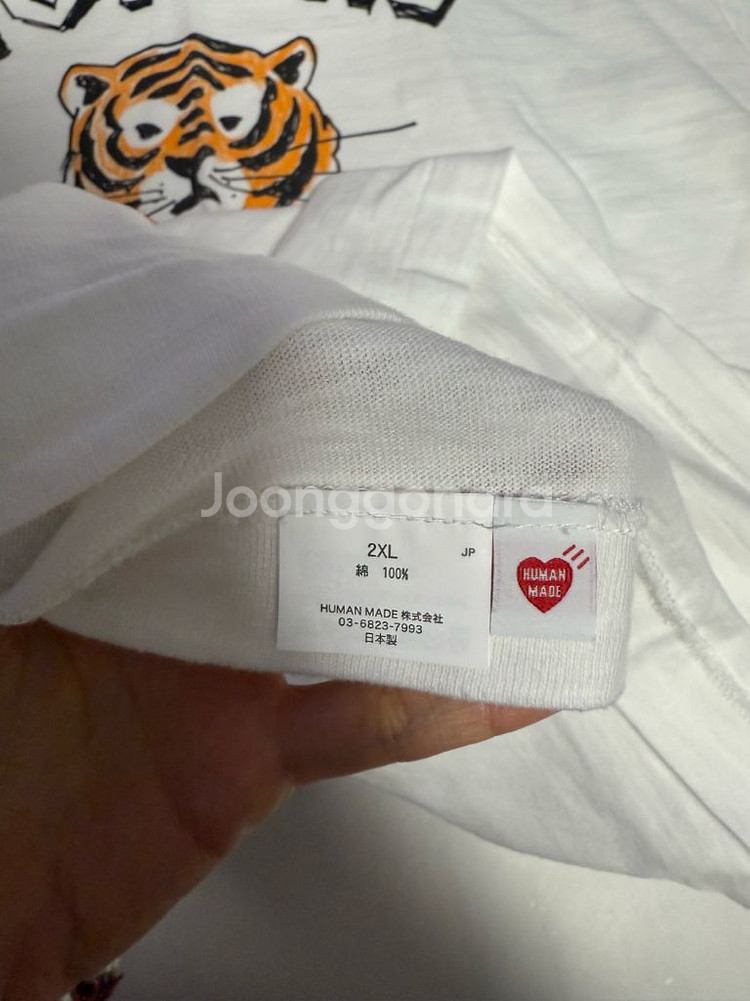 Joonggonara
2XL
JP
綿 100%
HUMAN MADE 株式会社
03-6823-7993
日本製
HUMAN
MADE